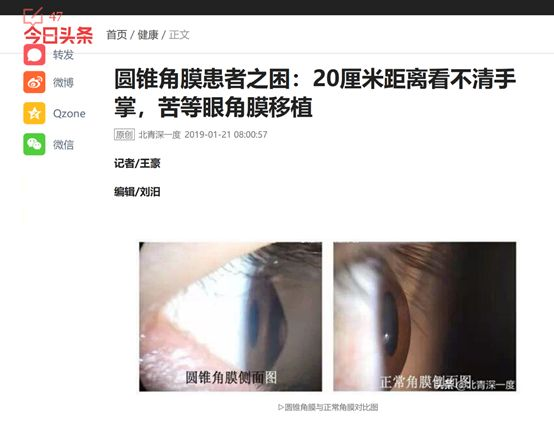 47
今日头条
首页 / 健康 / 正文
转发
微博
Qzone
微信
圆锥角膜患者之困：20厘米距离看不清手
掌，苦等眼角膜移植
原创 北青深一度 2019-01-21 08:00:57
记者/王豪
编辑/刘汨
圆锥角膜侧面图
正常角膜侧面图
头条@北青深一度
▷圆锥角膜与正常角膜对比图